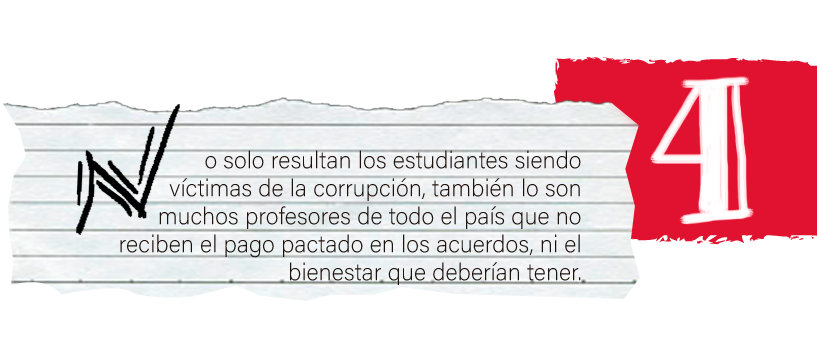 No solo resultan los estudiantes siendo
víctimas de la corrupción, también lo son
muchos profesores de todo el país que no
reciben el pago pactado en los acuerdos, ni el
bienestar que deberían tener.
4